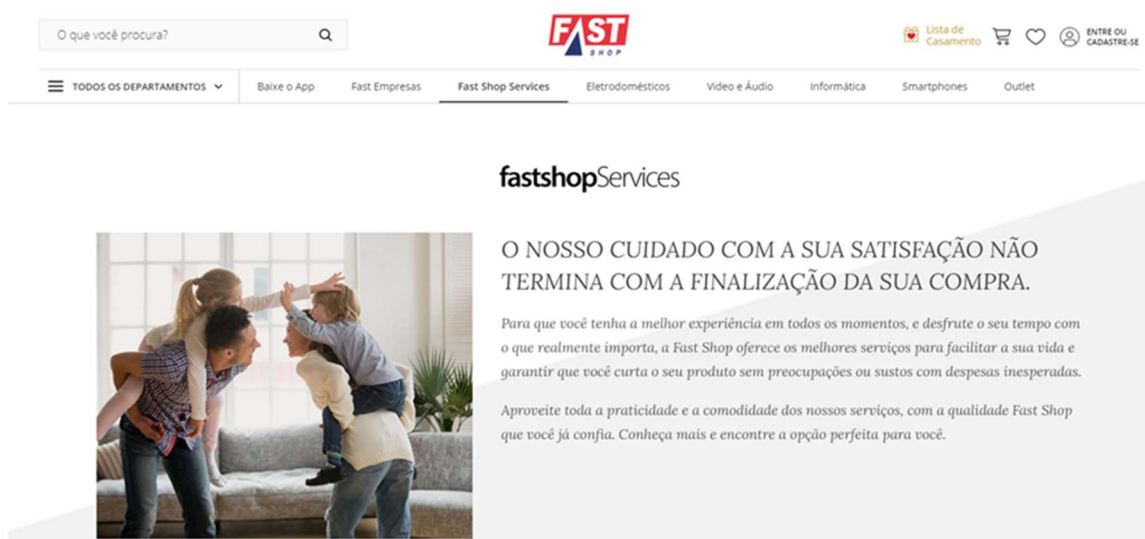 O que você procura?
FAST
SHOP
Lista de
Casamento
ENTRE OU
CADASTRE-SE
TODOS OS DEPARTAMENTOS
Baixe o App
Fast Empresas
Fast Shop Services
Eletrodomésticos
Video e Áudio
Informática
Smartphones
Outlet
fastshopServices
O NOSSO CUIDADO COM A SUA SATISFAÇÃO NÃO
TERMINA COM A FINALIZAÇÃO DA SUA COMPRA.
Para que você tenha a melhor experiência em todos os momentos, e desfrute o seu tempo com
o que realmente importa, a Fast Shop oferece os melhores serviços para facilitar a sua vida e
garantir que você curta o seu produto sem preocupações ou sustos com despesas inesperadas.
Aproveite toda a praticidade e a comodidade dos nossos serviços, com a qualidade Fast Shop
que você já confia. Conheça mais e encontre a opção perfeita para você.